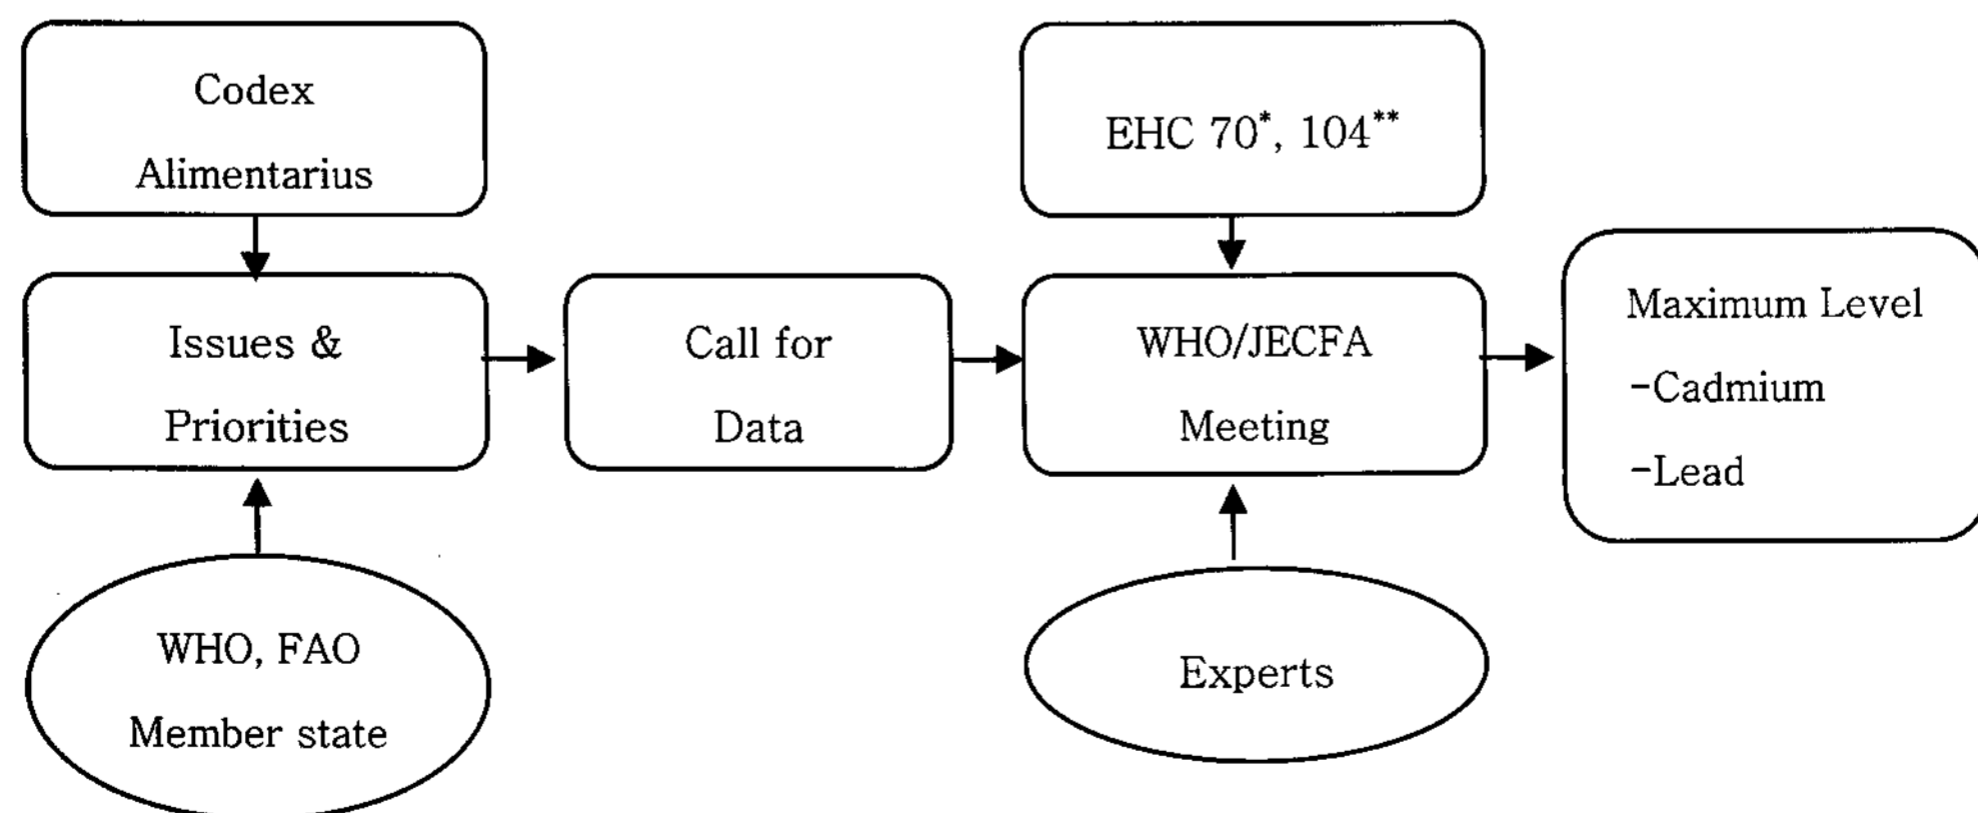 Codex
Alimentarius
EHC 70*, 104**
Issues &
Priorities
Call for
Data
WHO/JECFA
Meeting
Maximum Level
-Cadmium
-Lead
WHO, FAO
Member state
Experts